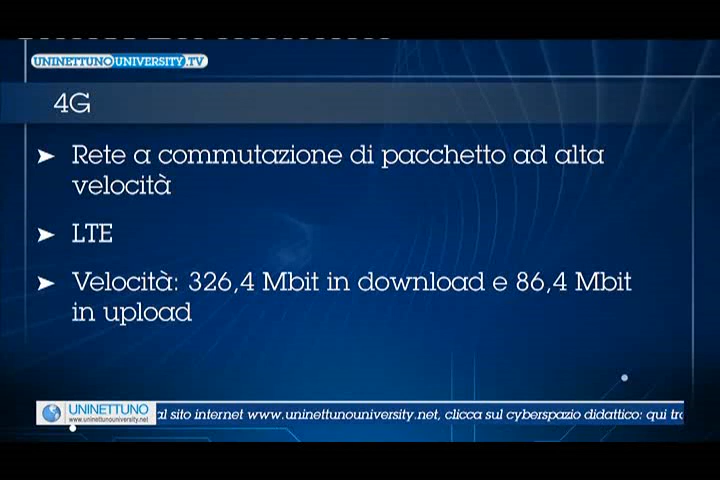 UNINETTUNOUNIVERSITY.TV
4G
➤ Rete a commutazione di pacchetto ad alta
velocità
➤ LTE
➤ Velocità: 326,4 Mbit in download e 86,4 Mbit
in upload
UNINETTUNO
www.uninettunouniversity.net
al sito internet www.uninettunouniversity.net, clicca sul cyberspazio didattico: qui